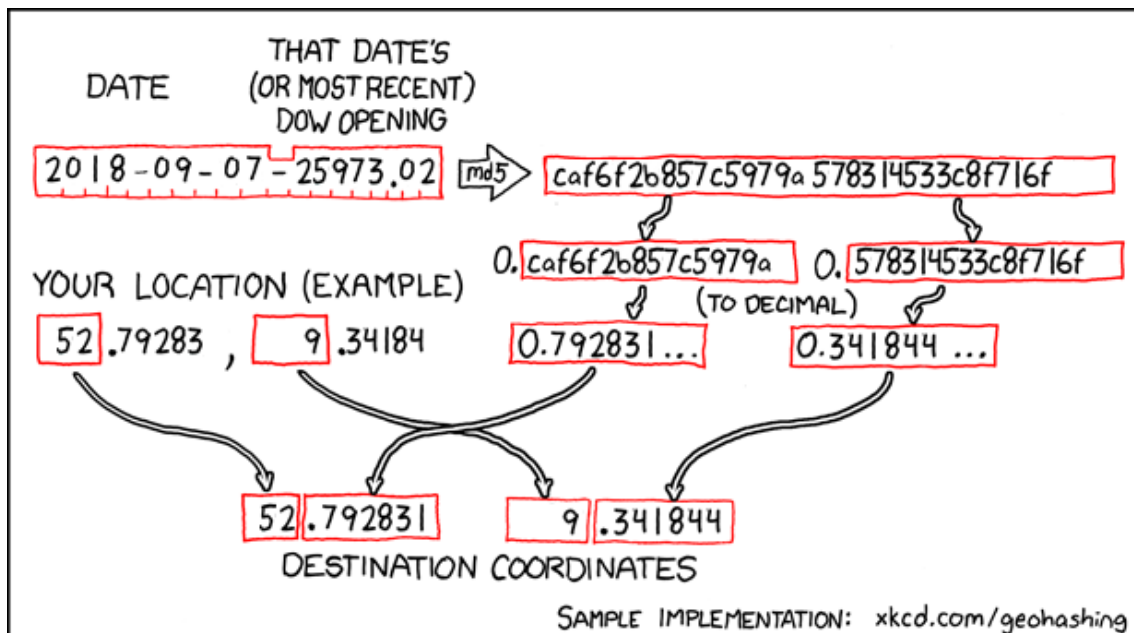 DATE
THAT DATE'S
(OR MOST RECENT)
DOW OPENING
2018-09-07-25973.02
md5
caf6f2b857c5979a578314533c8f716f
0.caf6f2b857c5979a
0.578314533c8f716f
(TO DECIMAL)
YOUR LOCATION (EXAMPLE)
52.79283, 9.34184
0.792831...
0.341844...
52.792831
9.341844
DESTINATION COORDINATES
SAMPLE IMPLEMENTATION: xkcd.com/geohashing